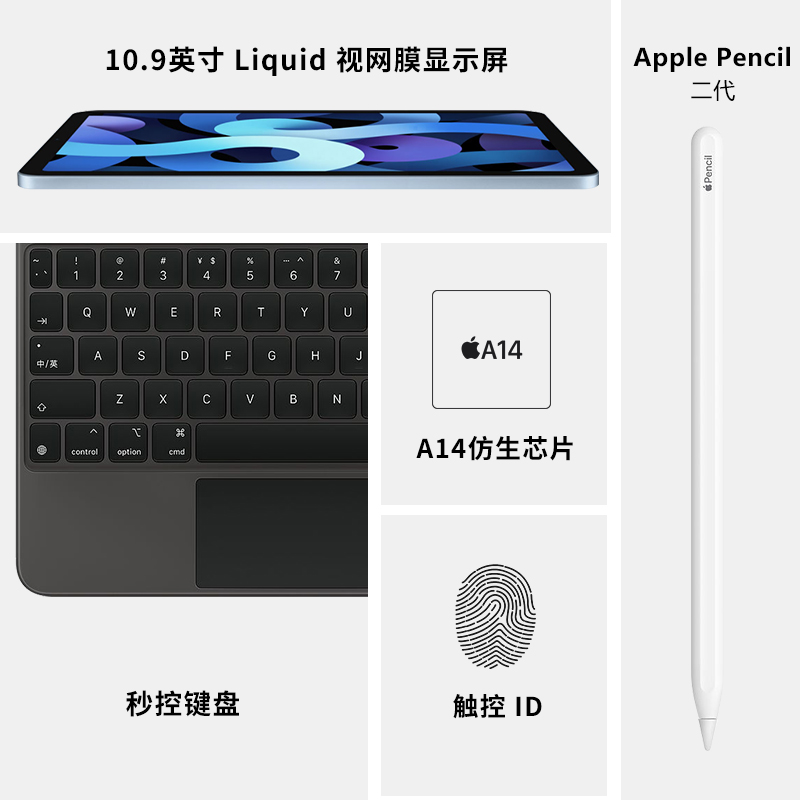 10.9英寸 Liquid 视网膜显示屏
Apple Pencil
二代
Pencil
~ ! @ # ¥ $ % … ^ &
· ` 1 2 3 4 5 6 7
Q W E R T Y U
中/英 A S D F G H J
Z X C V B N
control option cmd
A14
A14仿生芯片
秒控键盘
触控 ID